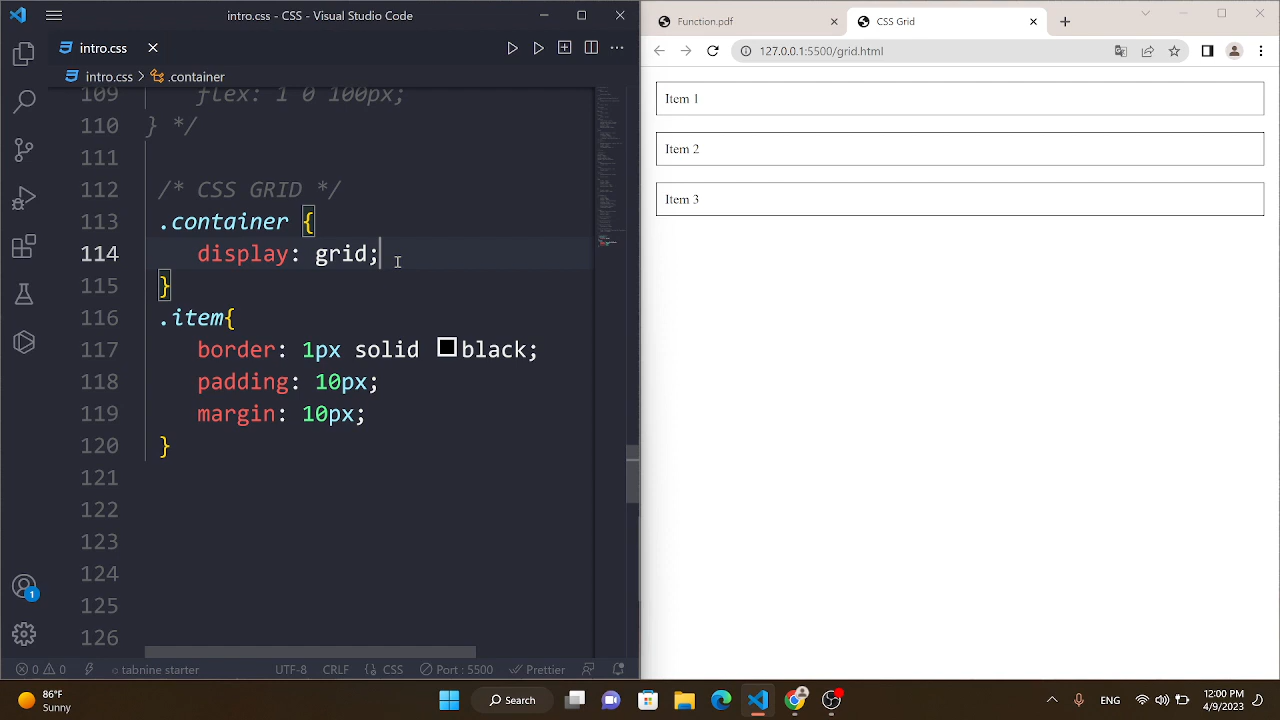 intro.css - CSS - Visual Studio Code
intro.css
intro.css > .container
109 flex: 1 0 100px;
110 } */
111
112 /* CSS GRID */
113 .container {
114 display: grid;
115 }
116 .item{
117 border: 1px solid black;
118 padding: 10px;
119 margin: 10px;
120 }
121
122
123
124
125
126
1
0 0 tabnine starter UTF-8 CRLF {} CSS Port : 5500 Prettier
Function.pdf CSS Grid
127.0.0.1:5500/grid.html
Item 1
Item 2
Item 3
86°F
Sunny
Search
ENG
12:00 PM
4/9/2023